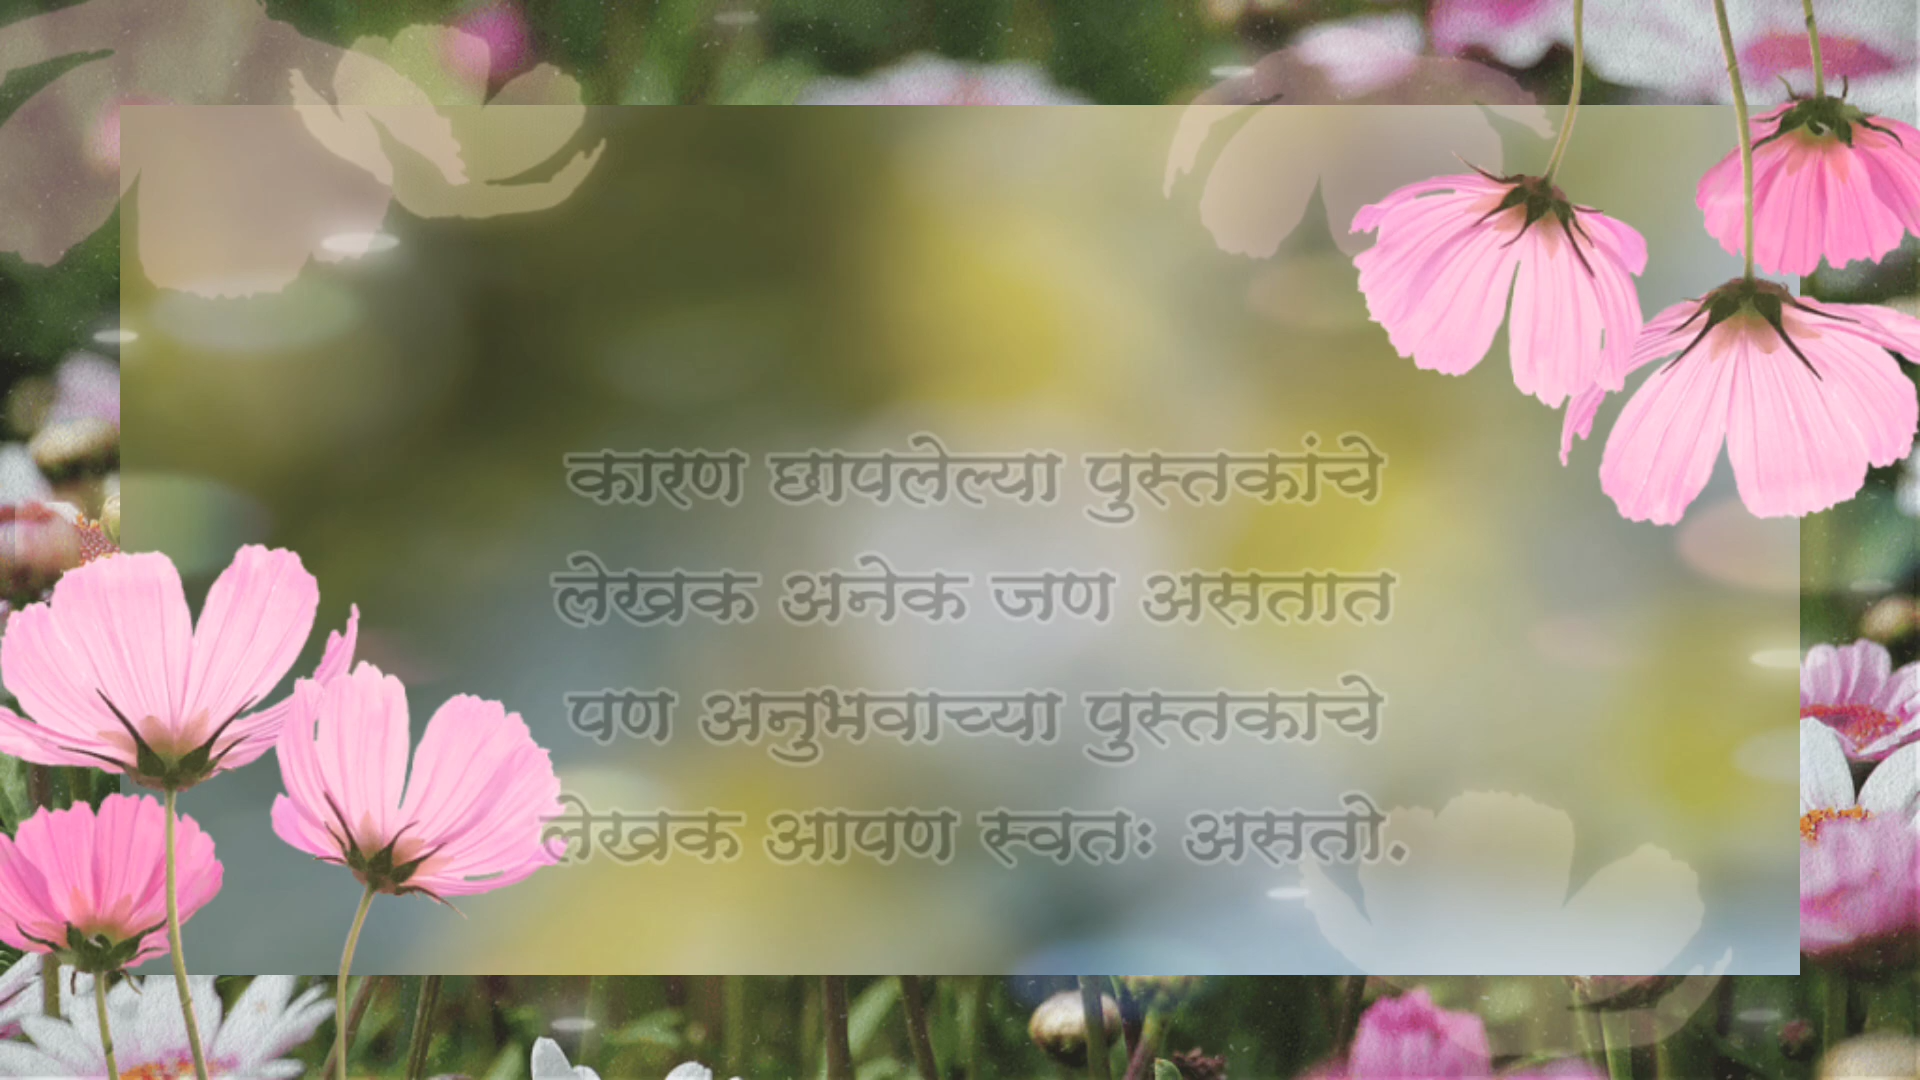 कारण छापलेल्या पुस्तकांचे
लेखक अनेक जण असतात
पण अनुभवाच्या पुस्तकाचे
लेखक आपण स्वतः असतो.